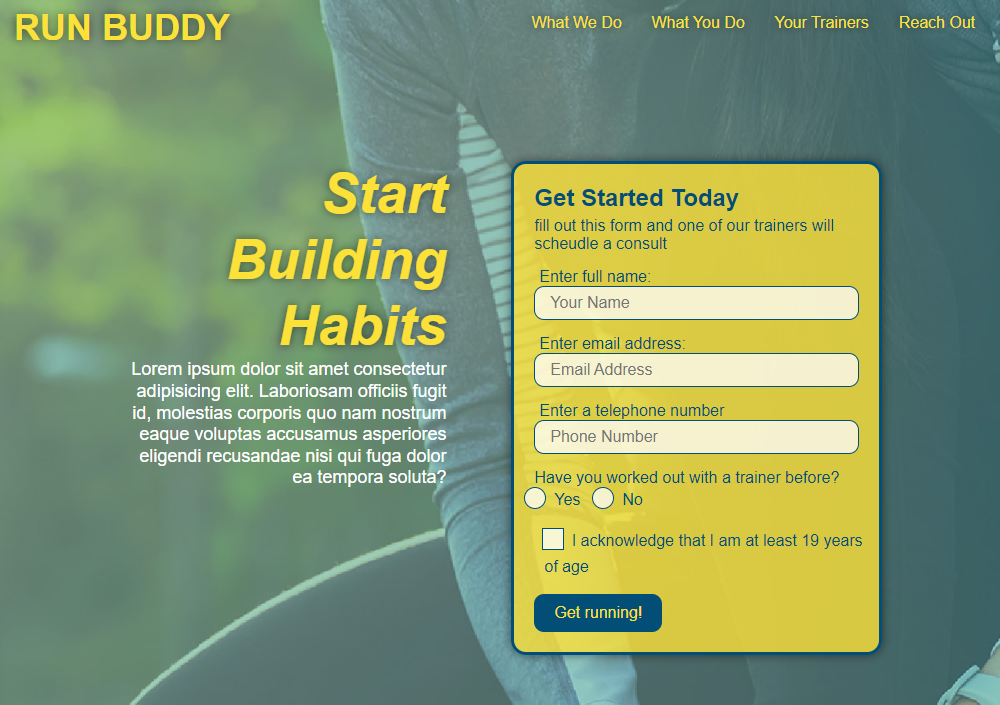 RUN BUDDY
What We Do What You Do Your Trainers Reach Out
Start
Building
Habits
Lorem ipsum dolor sit amet consectetur
adipisicing elit. Laboriosam officiis fugit
id, molestias corporis quo nam nostrum
eaque voluptas accusamus asperiores
eligendi recusandae nisi qui fuga dolor
ea tempora soluta?
Get Started Today
fill out this form and one of our trainers will
scheudle a consult
Enter full name:
Your Name
Enter email address:
Email Address
Enter a telephone number
Phone Number
Have you worked out with a trainer before?
Yes No
I acknowledge that I am at least 19 years
of age
Get running!